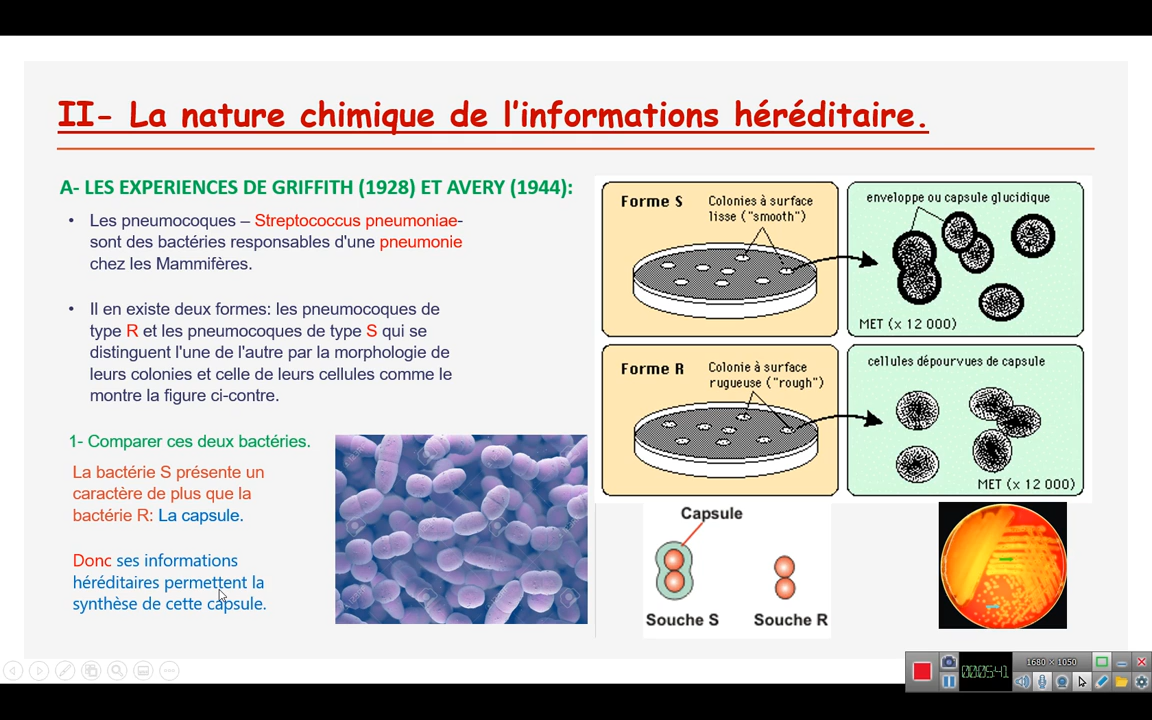 II- La nature chimique de l'informations héréditaire.
A- LES EXPERIENCES DE GRIFFITH (1928) ET AVERY (1944):
• Les pneumocoques – Streptococcus pneumoniae-
sont des bactéries responsables d'une pneumonie
chez les Mammifères.
• Il en existe deux formes: les pneumocoques de
type R et les pneumocoques de type S qui se
distinguent l'une de l'autre par la morphologie de
leurs colonies et celle de leurs cellules comme le
montre la figure ci-contre.
1- Comparer ces deux bactéries.
La bactérie S présente un
caractère de plus que la
bactérie R: La capsule.
Donc ses informations
héréditaires permettent la
synthèse de cette capsule.
Forme S
Colonies à surface
lisse ("smooth")
enveloppe ou capsule glucidique
MET (x 12 000)
Forme R
Colonie à surface
rugueuse ("rough")
cellules dépourvues de capsule
MET (x 12 000)
Capsule
Souche S
Souche R
1680 × 1050
00:05:41